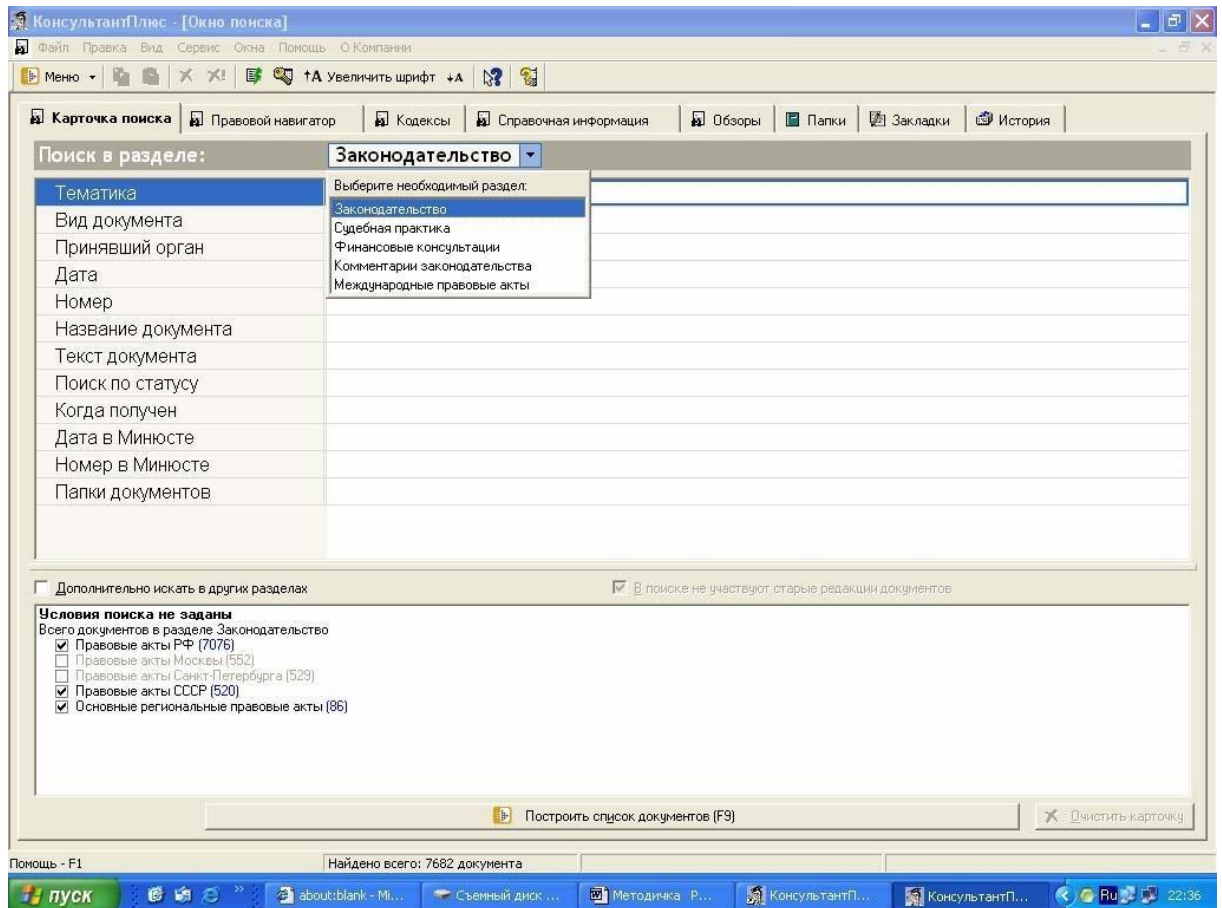 КонсультантПлюс - [Окно поиска]
Файл Правка Вид Сервис Окна Помощь О Компании
Меню Увеличить шрифт
Карточка поиска Правовой навигатор Кодексы Справочная информация Обзоры Папки Закладки История
Поиск в разделе: Законодательство
Выберите необходимый раздел:
Законодательство
Судебная практика
Финансовые консультации
Комментарии законодательства
Международные правовые акты
Тематика
Вид документа
Принявший орган
Дата
Номер
Название документа
Текст документа
Поиск по статусу
Когда получен
Дата в Минюсте
Номер в Минюсте
Папки документов
Дополнительно искать в других разделах В поиске не участвуют старые редакции документов
Условия поиска не заданы
Всего документов в разделе Законодательство
Правовые акты РФ (7076)
Правовые акты Москвы (552)
Правовые акты Санкт-Петербурга (529)
Правовые акты СССР (520)
Основные региональные правовые акты (86)
Построить список документов (F9) Очистить карточку
Помощь - F1 Найдено всего: 7682 документа
пуск about:blank - Mi... Съемный диск ... Методичка Р... КонсультантП... КонсультантП... Ru 22:36